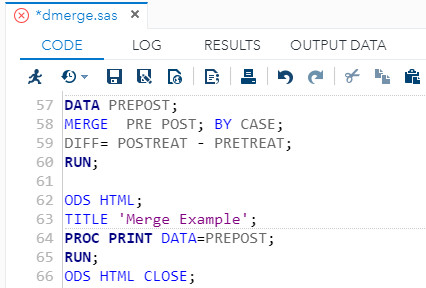 *dmerge.sas ×
CODE LOG RESULTS OUTPUT DATA
57 DATA PREPOST;
58 MERGE  PRE POST; BY CASE;
59 DIFF= POSTREAT - PRETREAT;
60 RUN;
61
62 ODS HTML;
63 TITLE 'Merge Example';
64 PROC PRINT DATA=PREPOST;
65 RUN;
66 ODS HTML CLOSE;